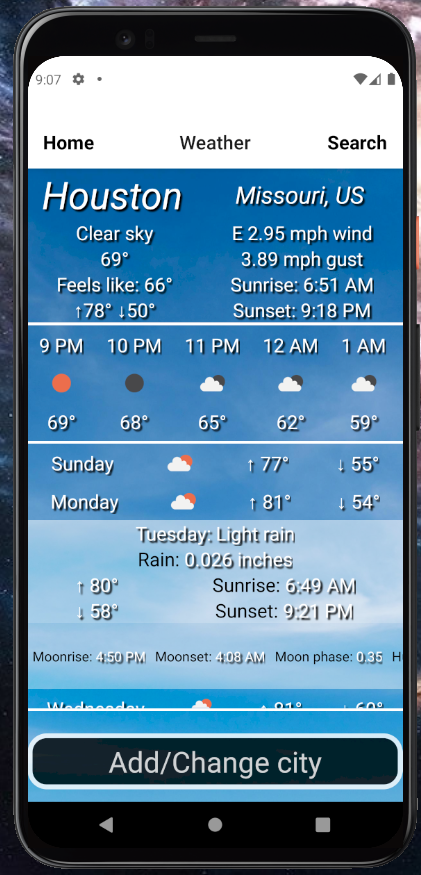 9:07
Home Weather Search
Houston Missouri, US
Clear sky E 2.95 mph wind
69° 3.89 mph gust
Feels like: 66° Sunrise: 6:51 AM
↑78° ↓50° Sunset: 9:18 PM
9 PM 10 PM 11 PM 12 AM 1 AM
69° 68° 65° 62° 59°
Sunday ↑ 77° ↓ 55°
Monday ↑ 81° ↓ 54°
Tuesday: Light rain
Rain: 0.026 inches
↑ 80° Sunrise: 6:49 AM
↓ 58° Sunset: 9:21 PM
Moonrise: 4:50 PM Moonset: 4:08 AM Moon phase: 0.35
Wednesday ↑ 81° ↓ 60°
Add/Change city